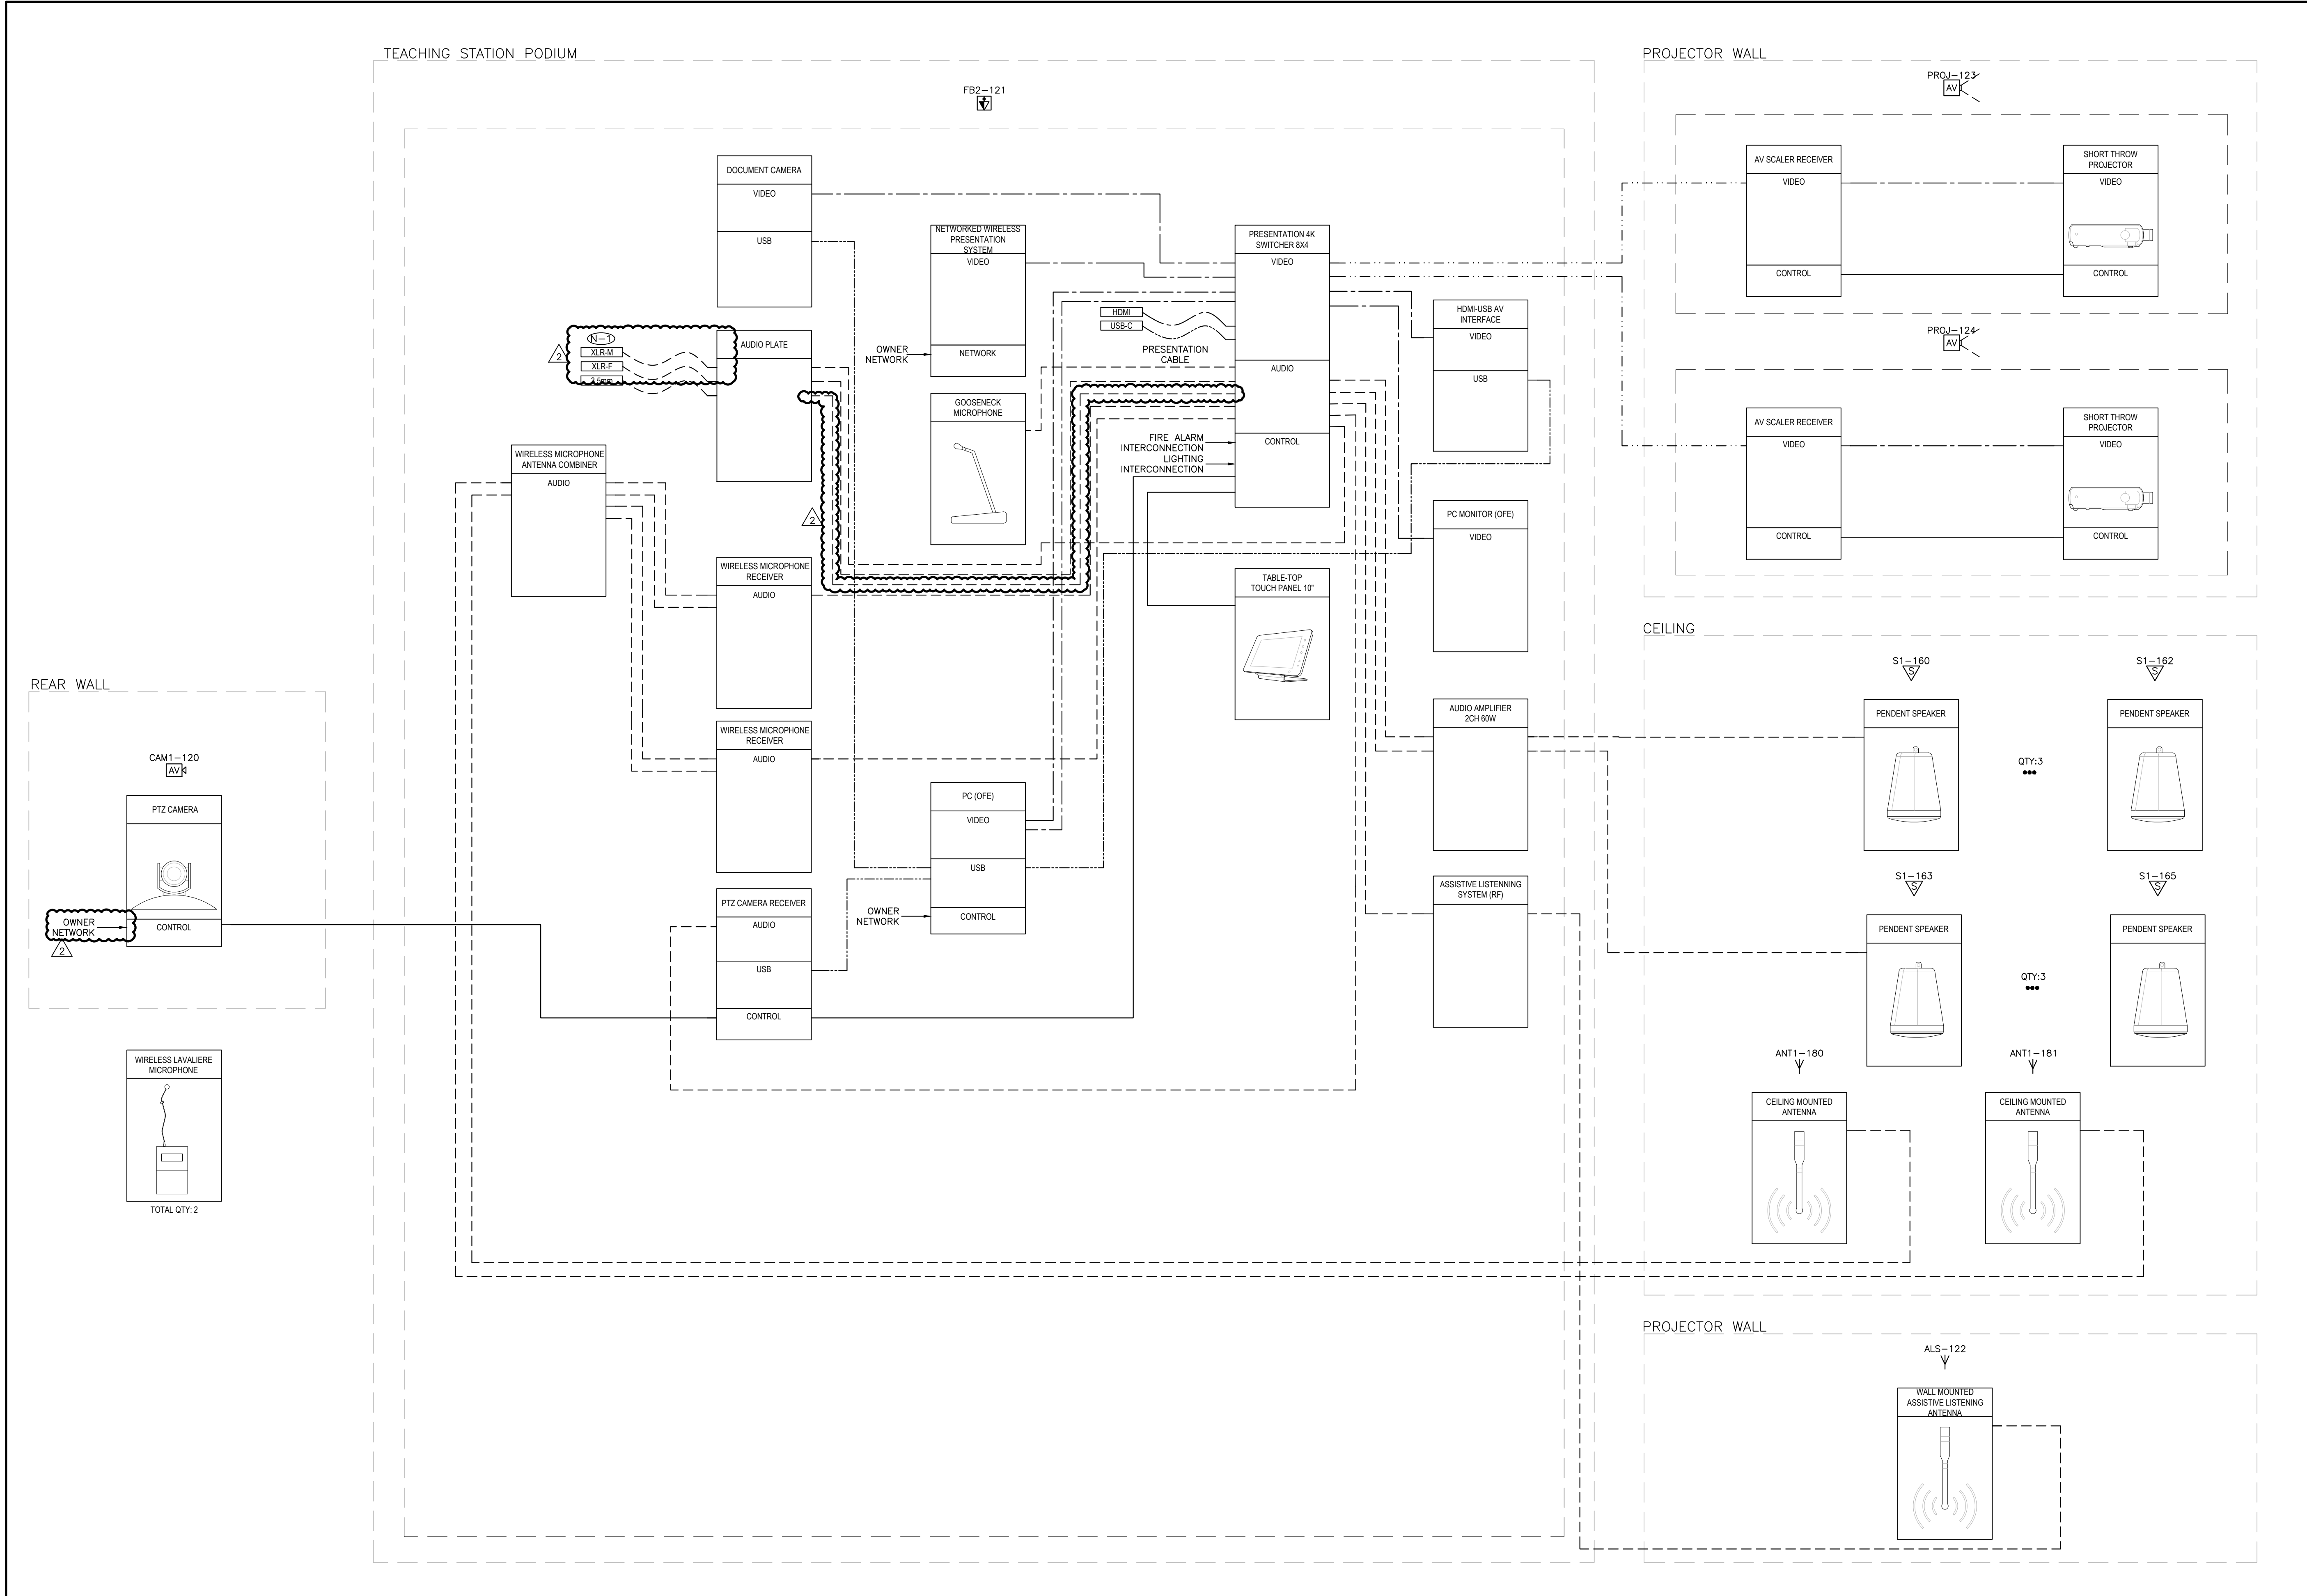 TEACHING STATION PODIUM
FB2-121
DOCUMENT CAMERA
VIDEO
USB
NETWORKED WIRELESS
PRESENTATION
SYSTEM
VIDEO
NETWORK
OWNER
NETWORK
PRESENTATION 4K
SWITCHER 8X4
VIDEO
AUDIO
CONTROL
HDMI
USB-C
PRESENTATION
CABLE
FIRE ALARM
INTERCONNECTION
LIGHTING
INTERCONNECTION
HDMI-USB AV
INTERFACE
VIDEO
USB
N-1
XLR-M
XLR-F
3.5mm
2
AUDIO PLATE
2
GOOSENECK
MICROPHONE
WIRELESS MICROPHONE
ANTENNA COMBINER
AUDIO
WIRELESS MICROPHONE
RECEIVER
AUDIO
PC MONITOR (OFE)
VIDEO
TABLE-TOP
TOUCH PANEL 10"
AUDIO AMPLIFIER
2CH 60W
WIRELESS MICROPHONE
RECEIVER
AUDIO
PC (OFE)
VIDEO
USB
CONTROL
OWNER
NETWORK
PTZ CAMERA RECEIVER
AUDIO
USB
CONTROL
ASSISTIVE LISTENNING
SYSTEM (RF)
REAR WALL
CAM1-120
AV
PTZ CAMERA
CONTROL
OWNER
NETWORK
2
WIRELESS LAVALIERE
MICROPHONE
TOTAL QTY: 2
PROJECTOR WALL
PROJ-123
AV
AV SCALER RECEIVER
VIDEO
CONTROL
SHORT THROW
PROJECTOR
VIDEO
CONTROL
PROJ-124
AV
AV SCALER RECEIVER
VIDEO
CONTROL
SHORT THROW
PROJECTOR
VIDEO
CONTROL
CEILING
S1-160
S
PENDENT SPEAKER
QTY:3
S1-162
S
PENDENT SPEAKER
S1-163
S
PENDENT SPEAKER
QTY:3
S1-165
S
PENDENT SPEAKER
ANT1-180
CEILING MOUNTED
ANTENNA
ANT1-181
CEILING MOUNTED
ANTENNA
PROJECTOR WALL
ALS-122
WALL MOUNTED
ASSISTIVE LISTENING
ANTENNA